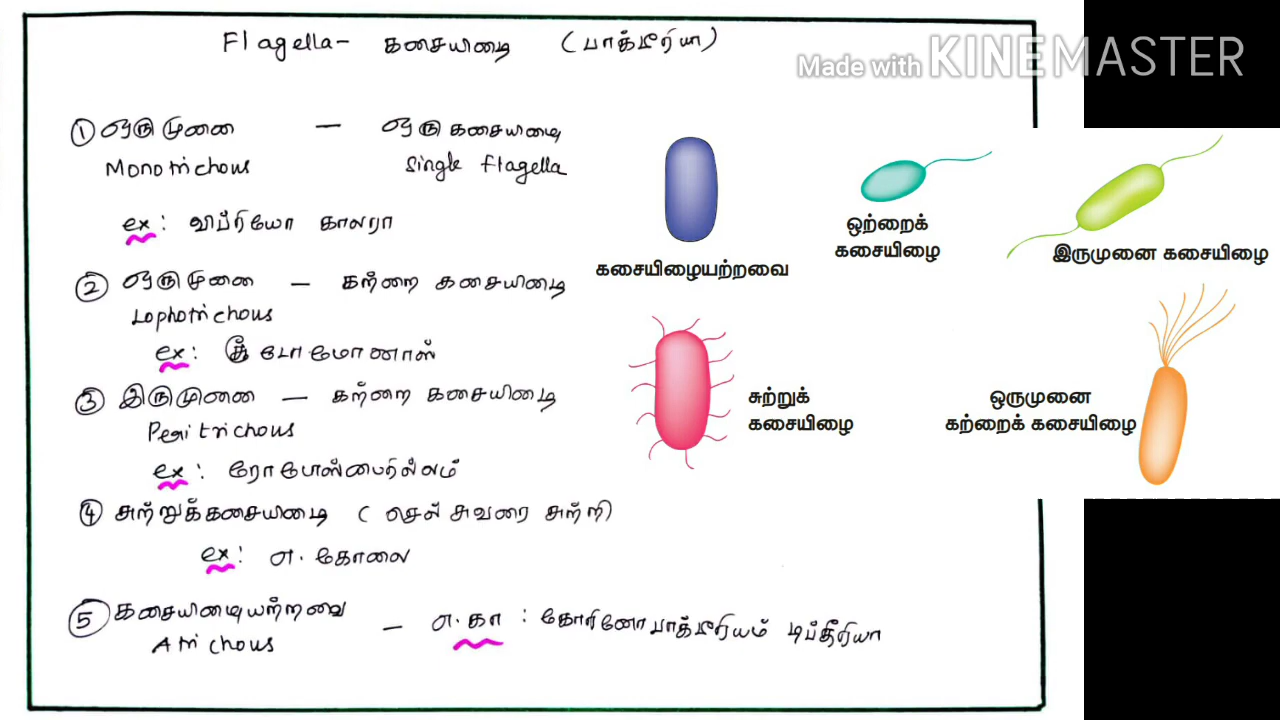 Flagella - கசையிழை (பாக்டீரியா)
Made with KINEMASTER
① ஒருமுனை — ஒரு கசையிழை
Monotrichous Single flagella
ex: விப்ரியோ காலரா
② ஒருமுனை — கற்றை கசையிழை
Lophotrichous
ex: சூடோமோனாஸ்
③ இருமுனை — கற்றை கசையிழை
Peritrichous
ex: ரோடோஸ்பைரில்லம்
④ சுற்றுக்கசையிழை (செல் சுவரை சுற்றி)
ex: எ. கோலை
⑤ கசையிழையற்றவை — எ.கா : கோரினோபாக்டீரியம் டிப்தீரியா
Atrichous
கசையிழையற்றவை
ஒற்றைக்
கசையிழை
இருமுனை கசையிழை
சுற்றுக்
கசையிழை
ஒருமுனை
கற்றைக் கசையிழை